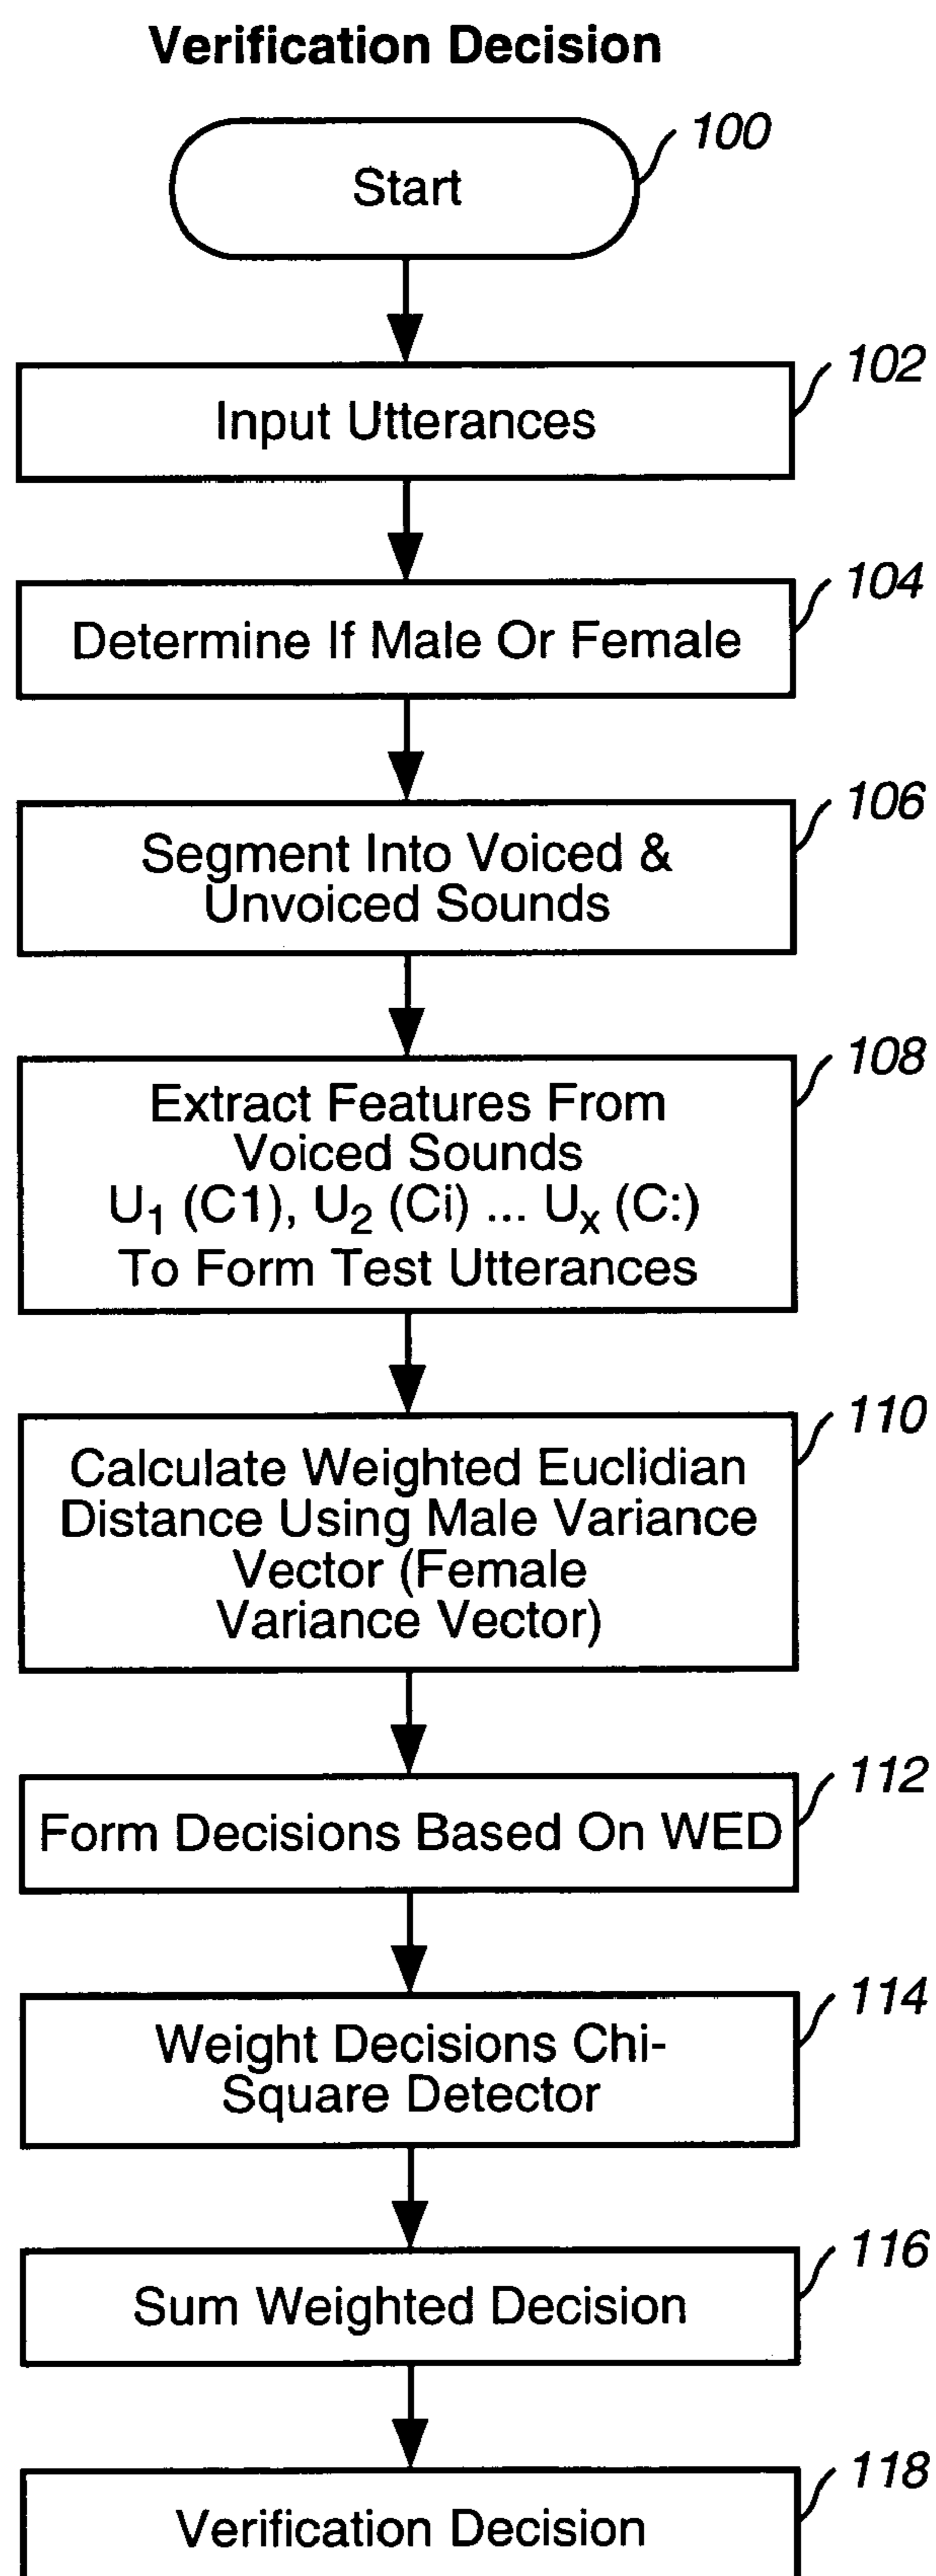 Verification Decision
100
Start
102
Input Utterances
104
Determine If Male Or Female
106
Segment Into Voiced &
Unvoiced Sounds
108
Extract Features From
Voiced Sounds
U₁ (C1), U₂ (Ci) ... Uₓ (C:)
To Form Test Utterances
110
Calculate Weighted Euclidian
Distance Using Male Variance
Vector (Female
Variance Vector)
112
Form Decisions Based On WED
114
Weight Decisions Chi-
Square Detector
116
Sum Weighted Decision
118
Verification Decision